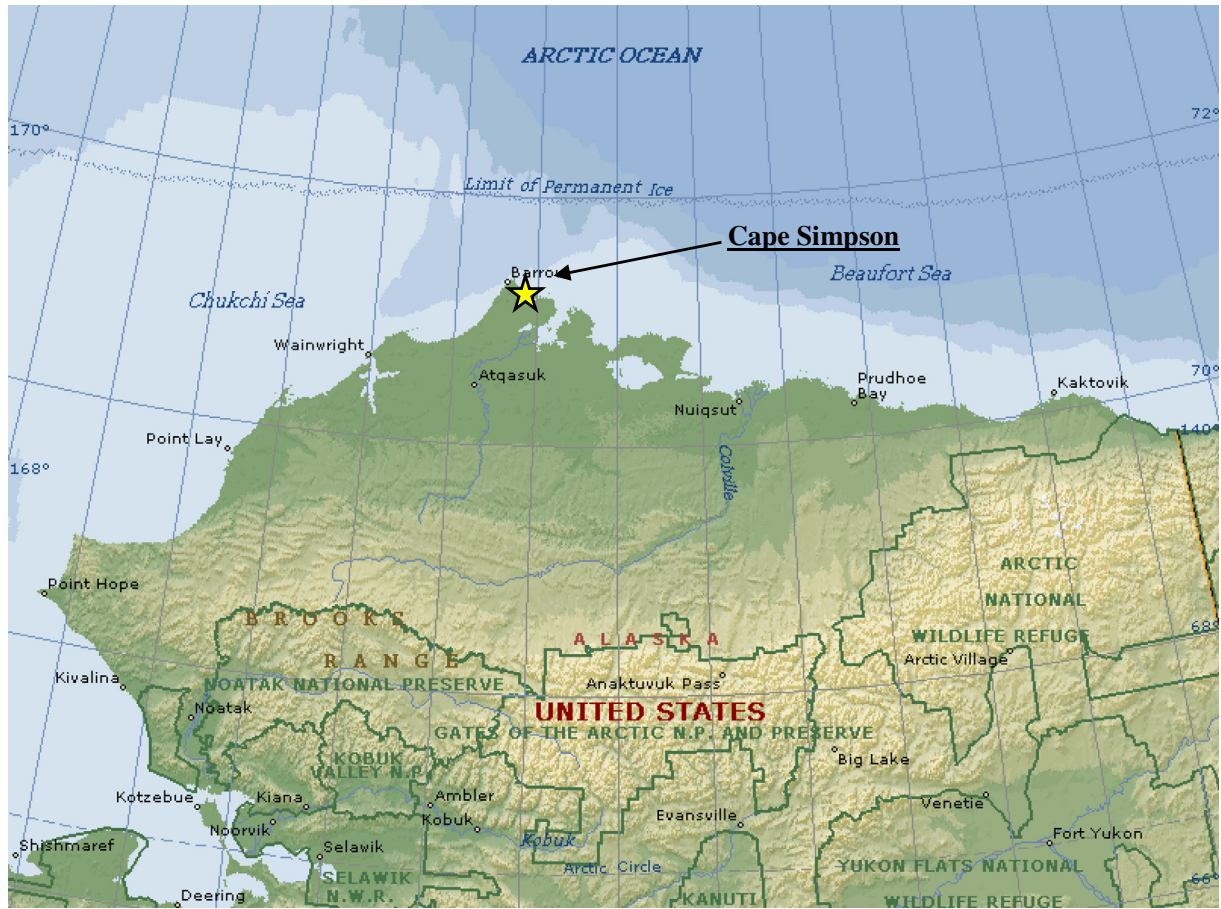 ARCTIC OCEAN
72°
170°
Limit of Permanent Ice
Cape Simpson
Barrow
Beaufort Sea
Chukchi Sea
Wainwright
Atqasuk
Prudhoe
Bay
Kaktovik
70°
Nuiqsut
140°
Point Lay
Colville
168°
Point Hope
ARCTIC
NATIONAL
WILDLIFE REFUGE
68°
BROOKS
RANGE
ALASKA
Arctic Village
Kivalina
NOATAK NATIONAL PRESERVE
Anaktuvuk Pass
Noatak
UNITED STATES
GATES OF THE ARCTIC N.P. AND PRESERVE
KOBUK
VALLEY N.P.
Big Lake
Kotzebue
Kiana
Ambler
Venetie
Noorvik
Kobuk
Evansville
Kobuk
Fort Yukon
Shishmaref
Selawik
Arctic Circle
YUKON FLATS NATIONAL
WILDLIFE REFUGE
SELAWIK
N.W.R.
KANUTI
66°
Deering